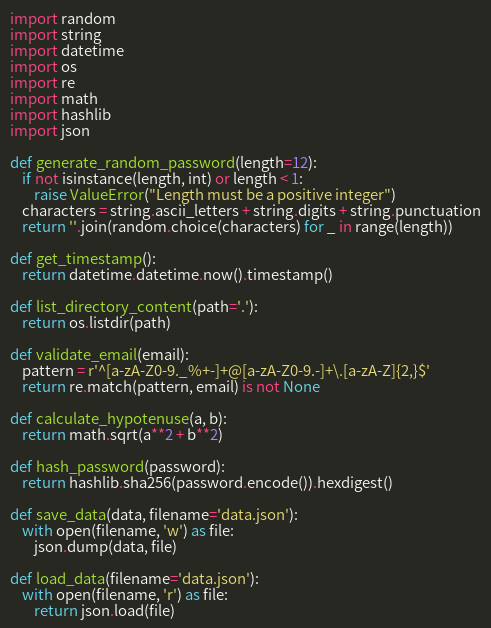 import random
import string
import datetime
import os
import re
import math
import hashlib
import json

def generate_random_password(length=12):
    if not isinstance(length, int) or length < 1:
        raise ValueError("Length must be a positive integer")
    characters = string.ascii_letters + string.digits + string.punctuation
    return ''.join(random.choice(characters) for _ in range(length))

def get_timestamp():
    return datetime.datetime.now().timestamp()

def list_directory_content(path='.'):
    return os.listdir(path)

def validate_email(email):
    pattern = r'^[a-zA-Z0-9._%+-]+@[a-zA-Z0-9.-]+\.[a-zA-Z]{2,}$'
    return re.match(pattern, email) is not None

def calculate_hypotenuse(a, b):
    return math.sqrt(a**2 + b**2)

def hash_password(password):
    return hashlib.sha256(password.encode()).hexdigest()

def save_data(data, filename='data.json'):
    with open(filename, 'w') as file:
        json.dump(data, file)

def load_data(filename='data.json'):
    with open(filename, 'r') as file:
        return json.load(file)